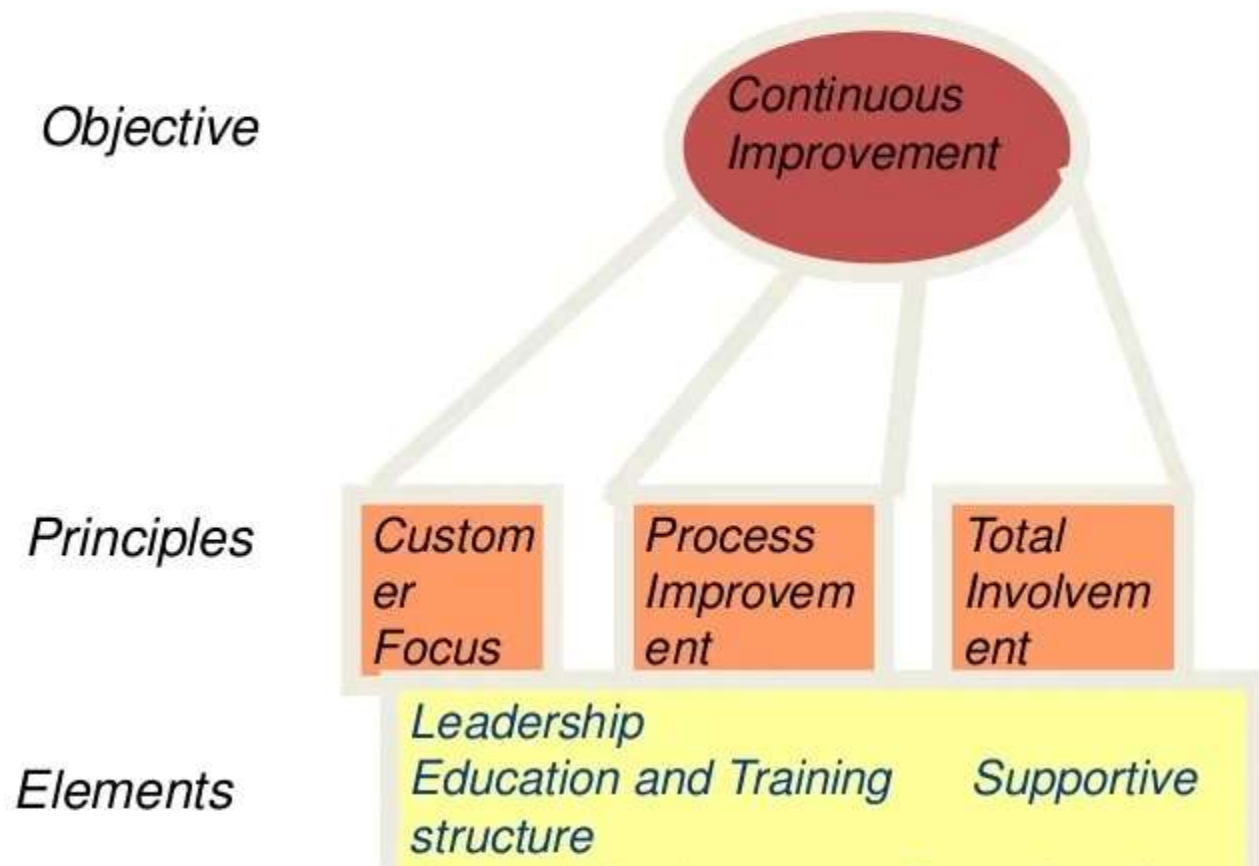 Objective
Continuous
Improvement
Principles
Custom
er
Focus
Process
Improvem
ent
Total
Involvem
ent
Elements
Leadership
Education and Training Supportive
structure